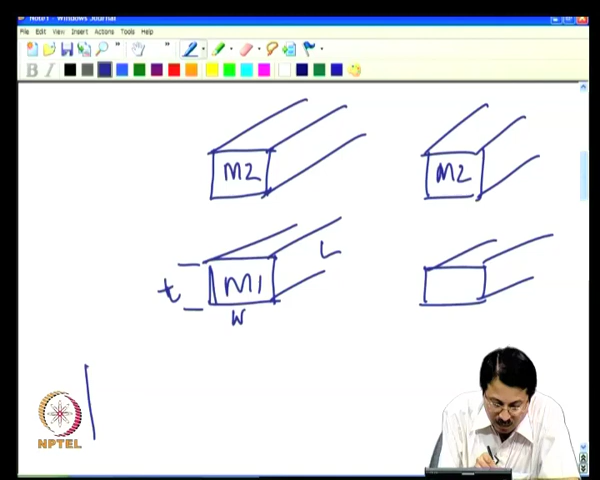 Note1 - Windows Journal
File Edit View Insert Actions Tools Help
B I
M2 M2
L
t M1
W
NPTEL